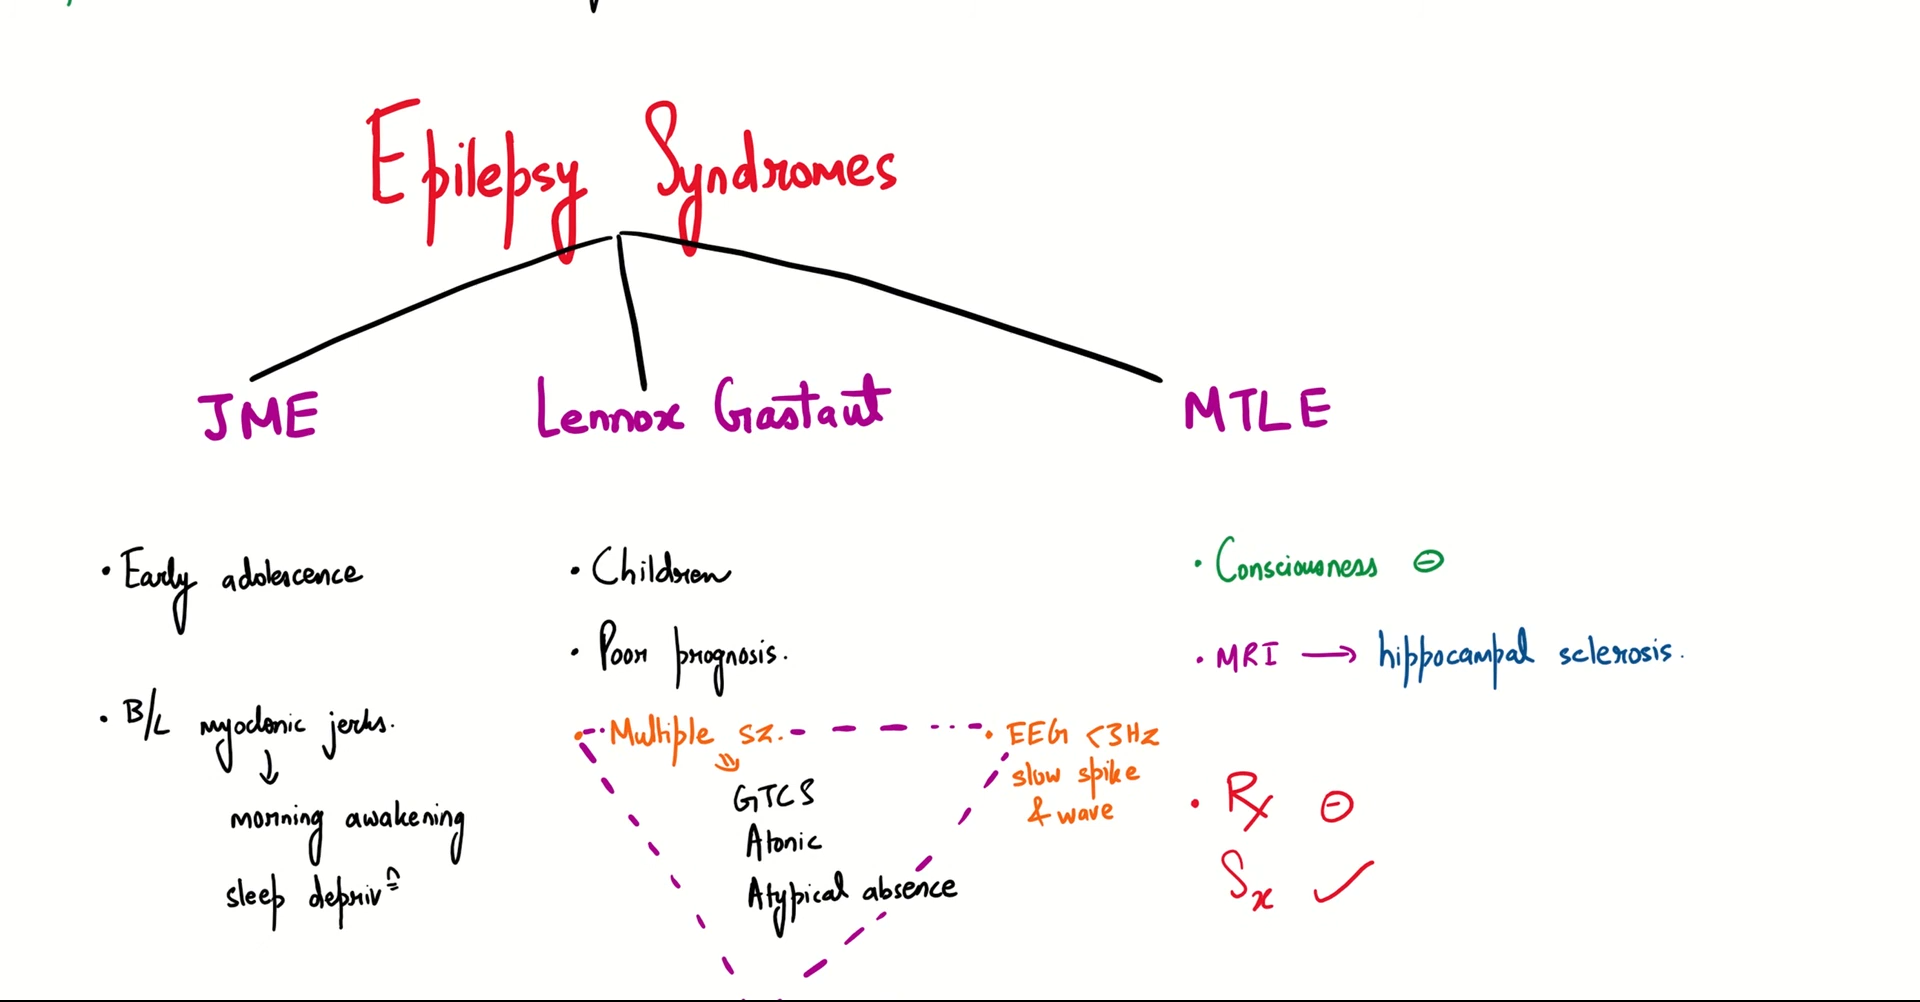 Epilepsy Syndromes
JME
Lennox Gastaut
MTLE
• Early adolescence
• B/L myoclonic jerks.
↓
morning awakening
sleep deprivⁿ
• Children
• Poor prognosis.
• Multiple sz.
GTCS
Atonic
Atypical absence
• EEG <3Hz
slow spike
& wave
• Consciousness ⊖
• MRI → hippocampal sclerosis.
• Rx ⊖
Sx ✓